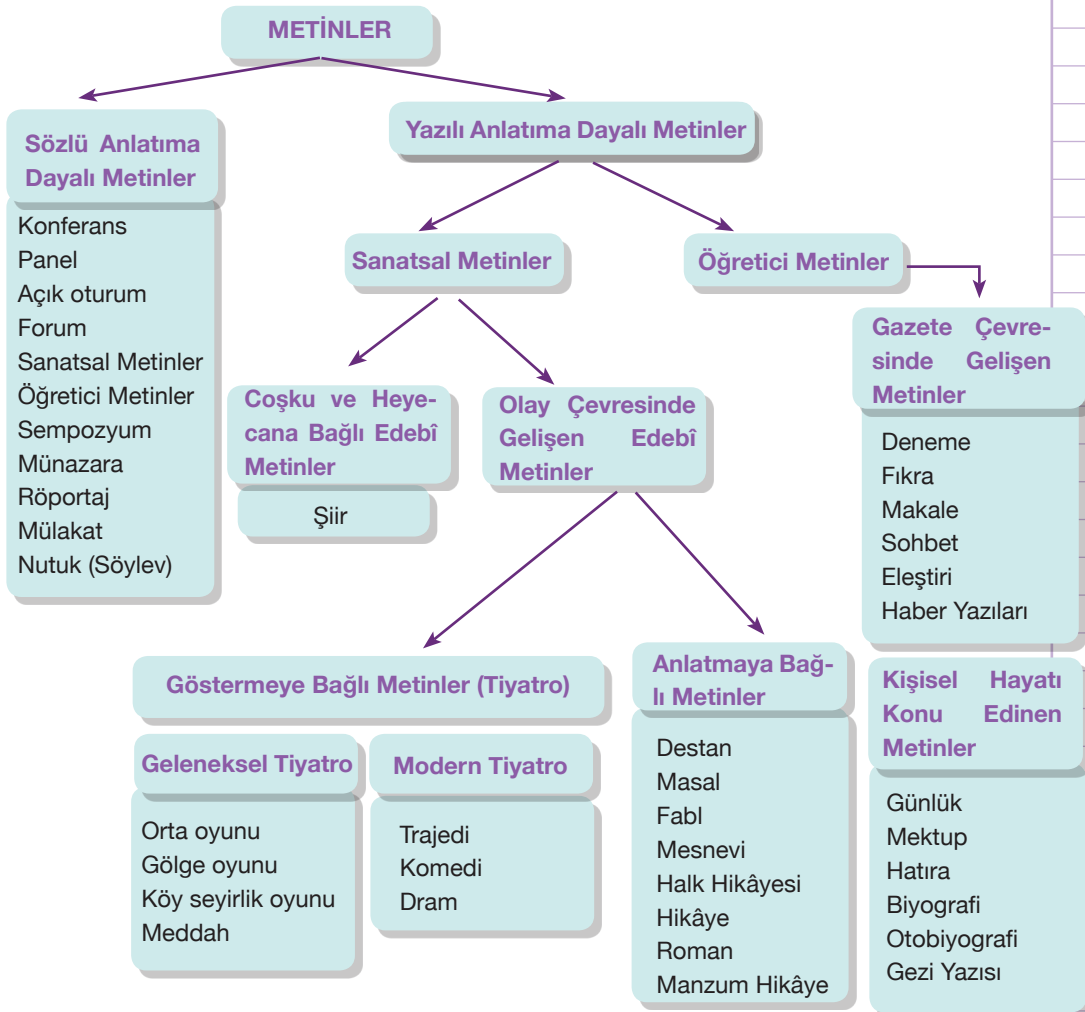 METİNLER
Sözlü Anlatıma
Dayalı Metinler
Konferans
Panel
Açık oturum
Forum
Sanatsal Metinler
Öğretici Metinler
Sempozyum
Münazara
Röportaj
Mülakat
Nutuk (Söylev)
Yazılı Anlatıma Dayalı Metinler
Sanatsal Metinler
Öğretici Metinler
Coşku ve Heye-
cana Bağlı Edebî
Metinler
Şiir
Olay Çevresinde
Gelişen Edebî
Metinler
Gazete Çevre-
sinde Gelişen
Metinler
Deneme
Fıkra
Makale
Sohbet
Eleştiri
Haber Yazıları
Göstermeye Bağlı Metinler (Tiyatro)
Geleneksel Tiyatro
Orta oyunu
Gölge oyunu
Köy seyirlik oyunu
Meddah
Modern Tiyatro
Trajedi
Komedi
Dram
Anlatmaya Bağ-
lı Metinler
Destan
Masal
Fabl
Mesnevi
Halk Hikâyesi
Hikâye
Roman
Manzum Hikâye
Kişisel Hayatı
Konu Edinen
Metinler
Günlük
Mektup
Hatıra
Biyografi
Otobiyografi
Gezi Yazısı